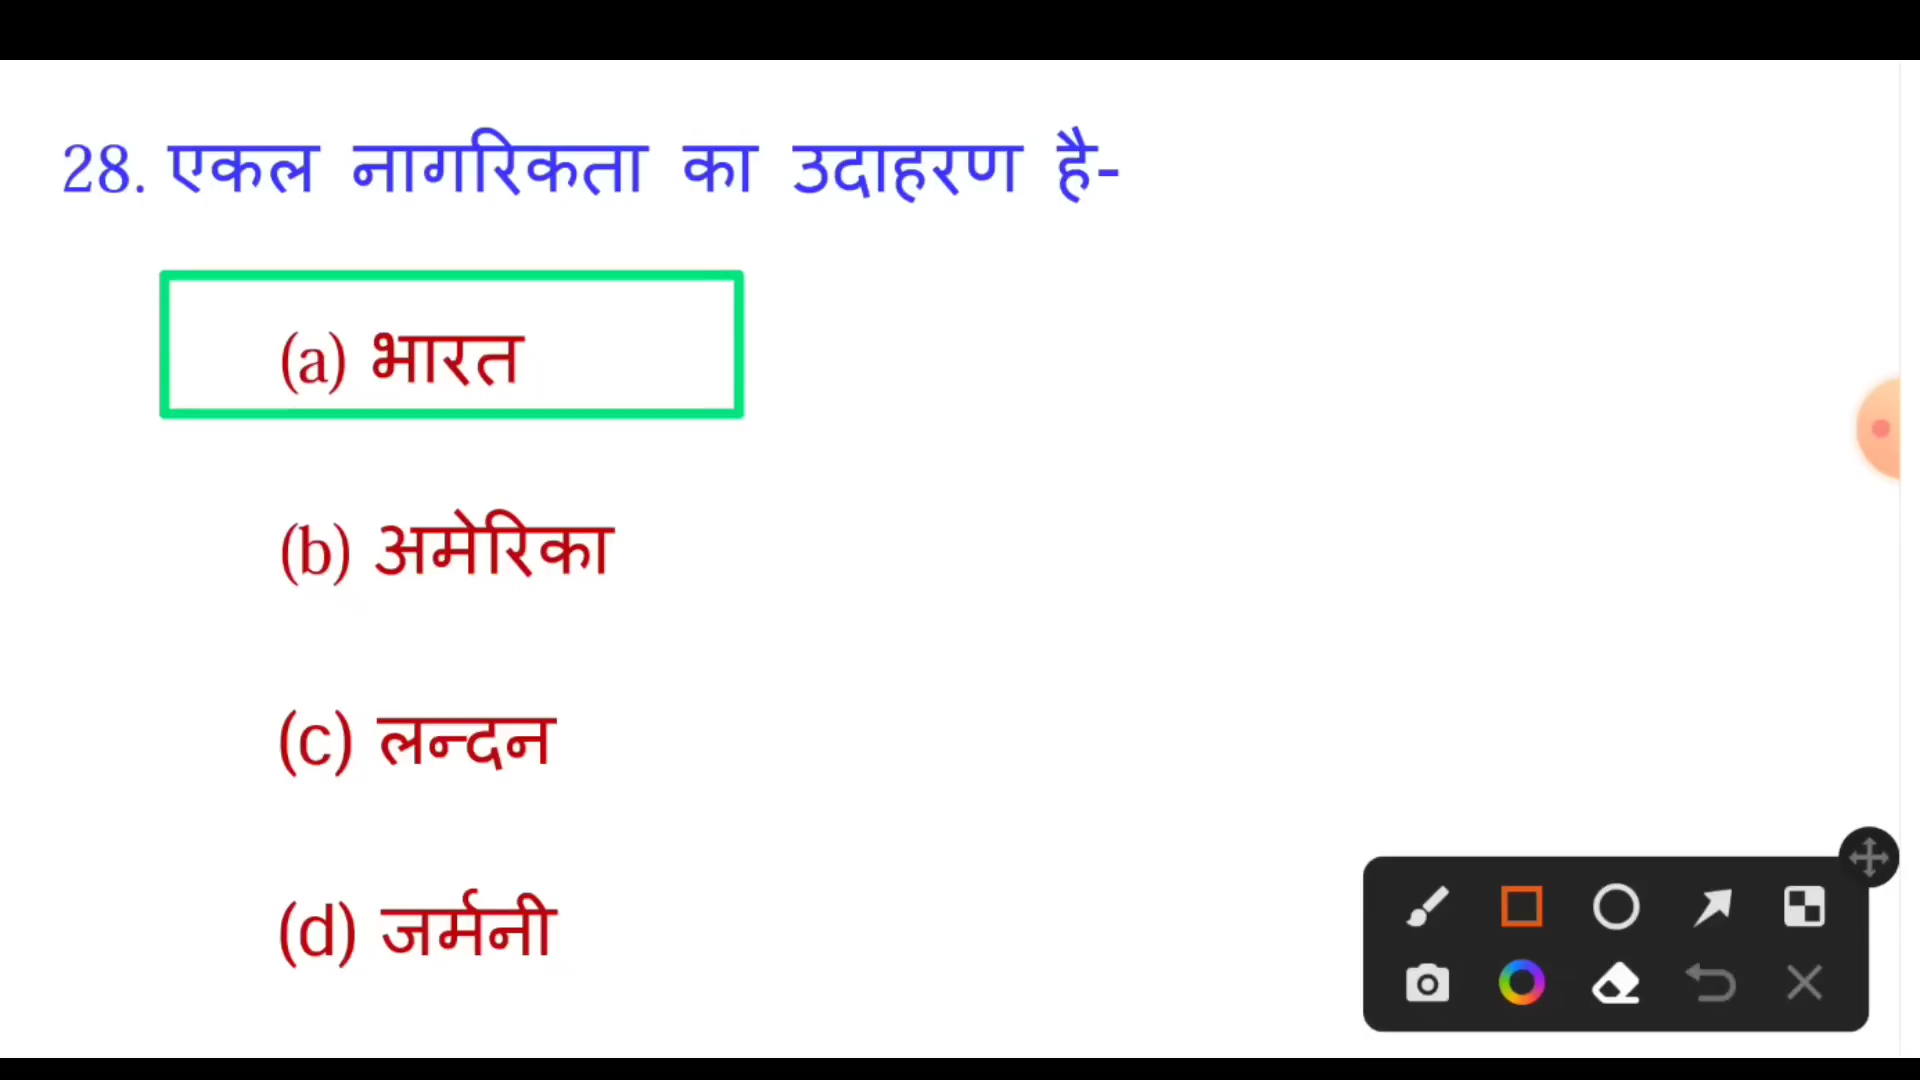 28. एकल नागरिकता का उदाहरण है-
(a) भारत
(b) अमेरिका
(c) लन्दन
(d) जर्मनी